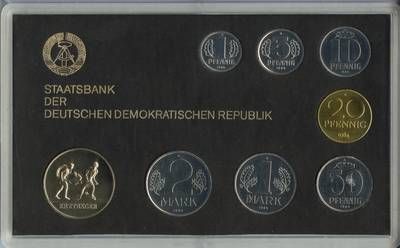 STAATSBANK
DER
DEUTSCHEN DEMOKRATISCHEN REPUBLIK
1
PFENNIG
5
PFENNIG
10
PFENNIG
20
PFENNIG
1984
2
MARK
1
MARK
50
PFENNIG